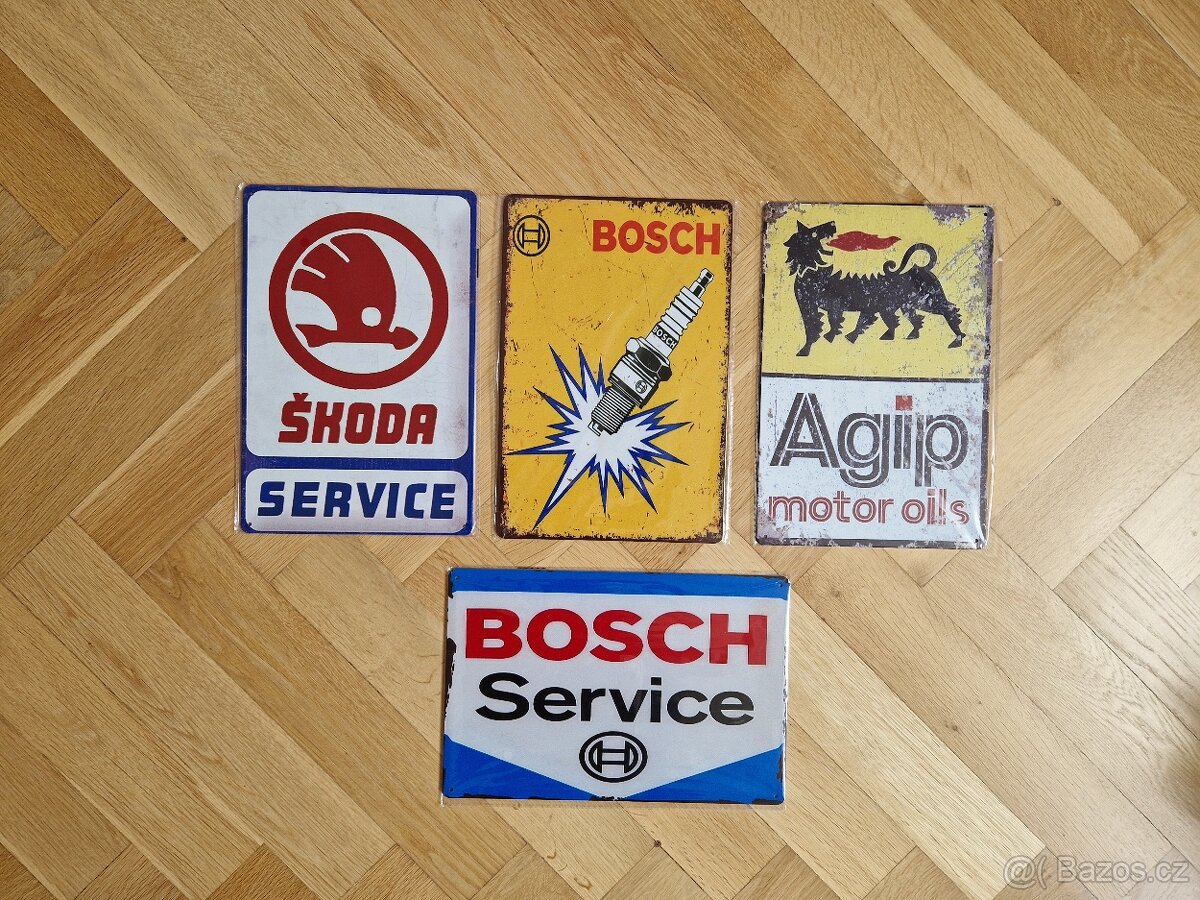 ŠKODA
SERVICE
BOSCH
BOSCH
Agip
motor oils
BOSCH
Service
@( Bazos.cz